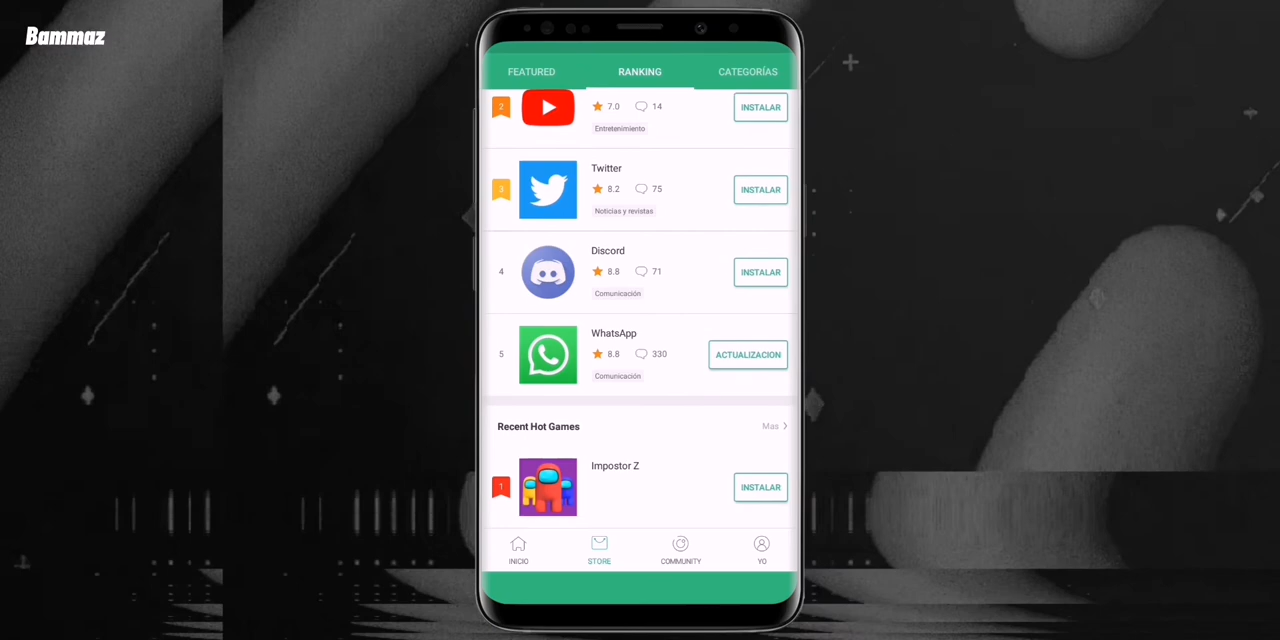 Bammaz
FEATURED RANKING CATEGORÍAS
2 7.0 14 INSTALAR
Entretenimiento
Twitter
3 8.2 75 INSTALAR
Noticias y revistas
Discord
4 8.8 71 INSTALAR
Comunicación
WhatsApp
5 8.8 330 ACTUALIZACION
Comunicación
Recent Hot Games Mas
Impostor Z
1 INSTALAR
INICIO STORE COMMUNITY YO